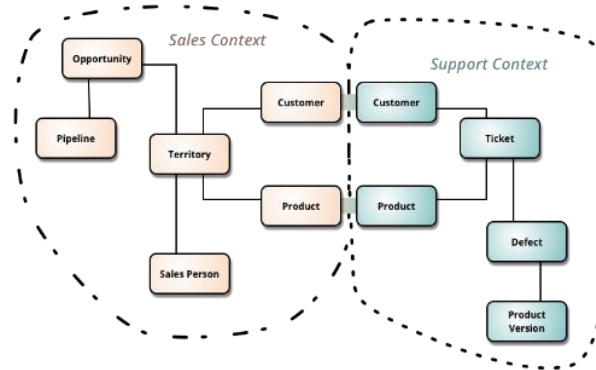 Sales Context
Opportunity
Support Context
Customer
Customer
Pipeline
Ticket
Territory
Product
Product
Defect
Sales Person
Product
Version